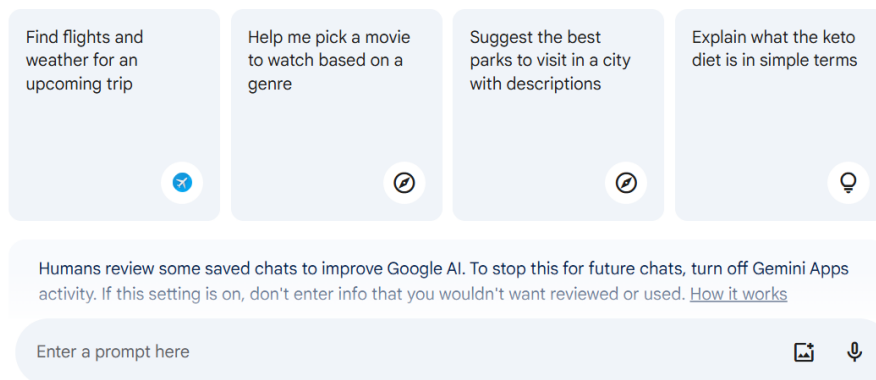 Find flights and
weather for an
upcoming trip
Help me pick a movie
to watch based on a
genre
Suggest the best
parks to visit in a city
with descriptions
Explain what the keto
diet is in simple terms
Humans review some saved chats to improve Google AI. To stop this for future chats, turn off Gemini Apps
activity. If this setting is on, don't enter info that you wouldn't want reviewed or used. How it works
Enter a prompt here